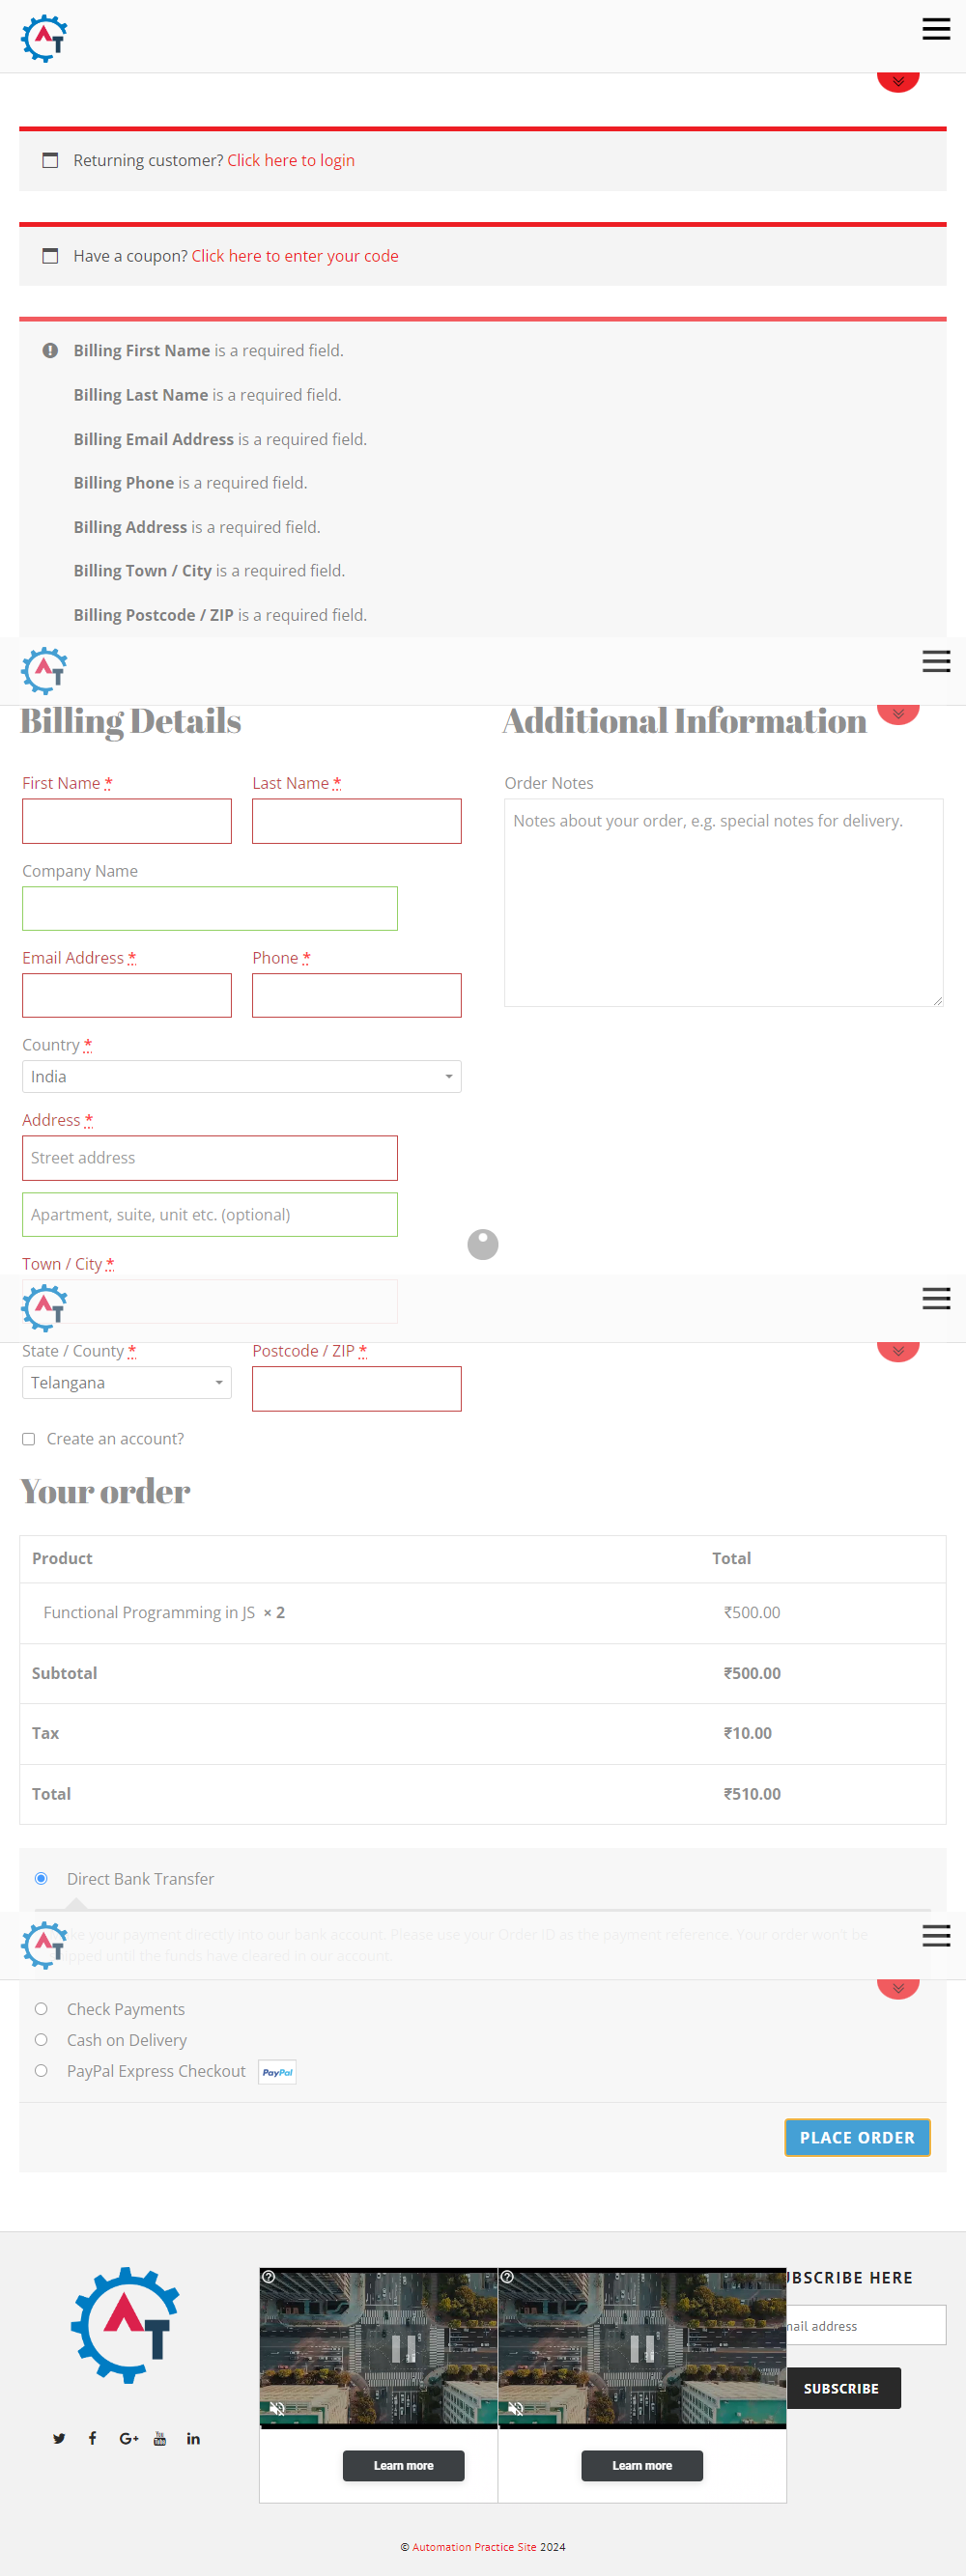 AT
Returning customer? Click here to login
Have a coupon? Click here to enter your code
Billing First Name is a required field.
Billing Last Name is a required field.
Billing Email Address is a required field.
Billing Phone is a required field.
Billing Address is a required field.
Billing Town / City is a required field.
Billing Postcode / ZIP is a required field.
AT
Billing Details
Additional Information
First Name *
Last Name *
Order Notes
Notes about your order, e.g. special notes for delivery.
Company Name
Email Address *
Phone *
Country *
India
Address *
Street address
Apartment, suite, unit etc. (optional)
Town / City *
AT
State / County *
Postcode / ZIP *
Telangana
Create an account?
Your order
Product Total
Functional Programming in JS × 2 ₹500.00
Subtotal ₹500.00
Tax ₹10.00
Total ₹510.00
Direct Bank Transfer
AT
your payment directly into our bank account. Please use your Order ID as the payment reference. Your order won't be
until the funds have cleared in our account.
Check Payments
Cash on Delivery
PayPal Express Checkout PayPal
PLACE ORDER
AT
UBSCRIBE HERE
address
SUBSCRIBE
Learn more
Learn more
© Automation Practice Site 2024